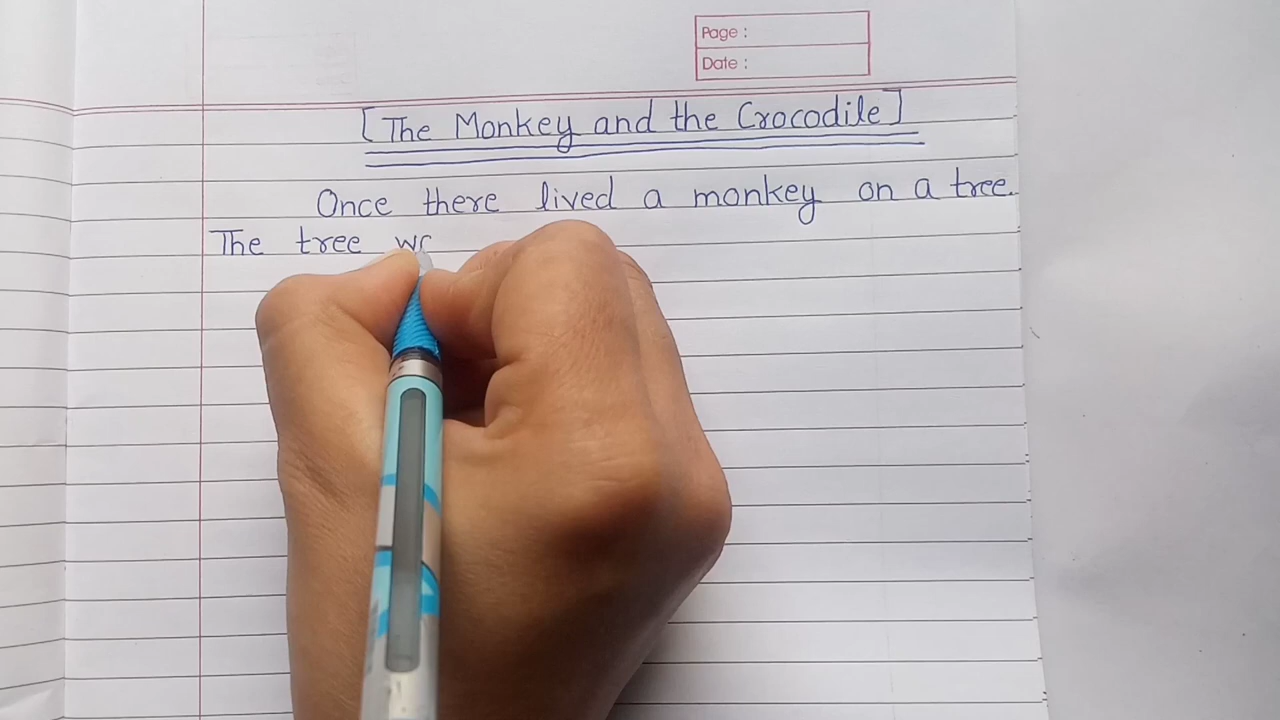 Page :
Date :
[The Monkey and the Crocodile]
Once there lived a monkey on a tree.
The tree